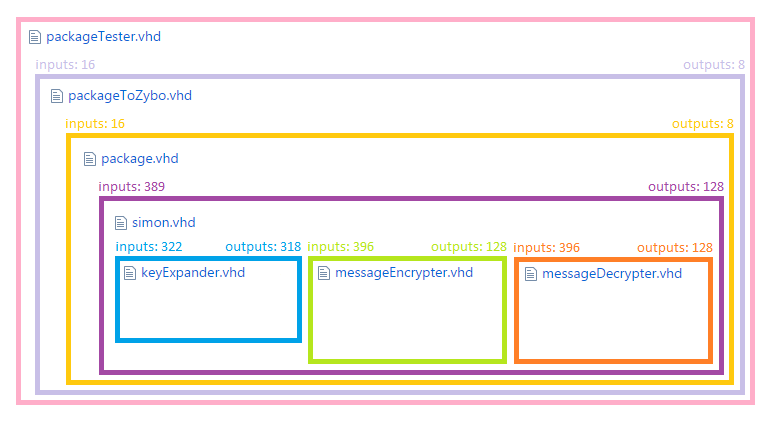 packageTester.vhd
inputs: 16 outputs: 8
packageToZybo.vhd
inputs: 16 outputs: 8
package.vhd
inputs: 389 outputs: 128
simon.vhd
inputs: 322 outputs: 318 inputs: 396 outputs: 128 inputs: 396 outputs: 128
keyExpander.vhd messageEncrypter.vhd messageDecrypter.vhd